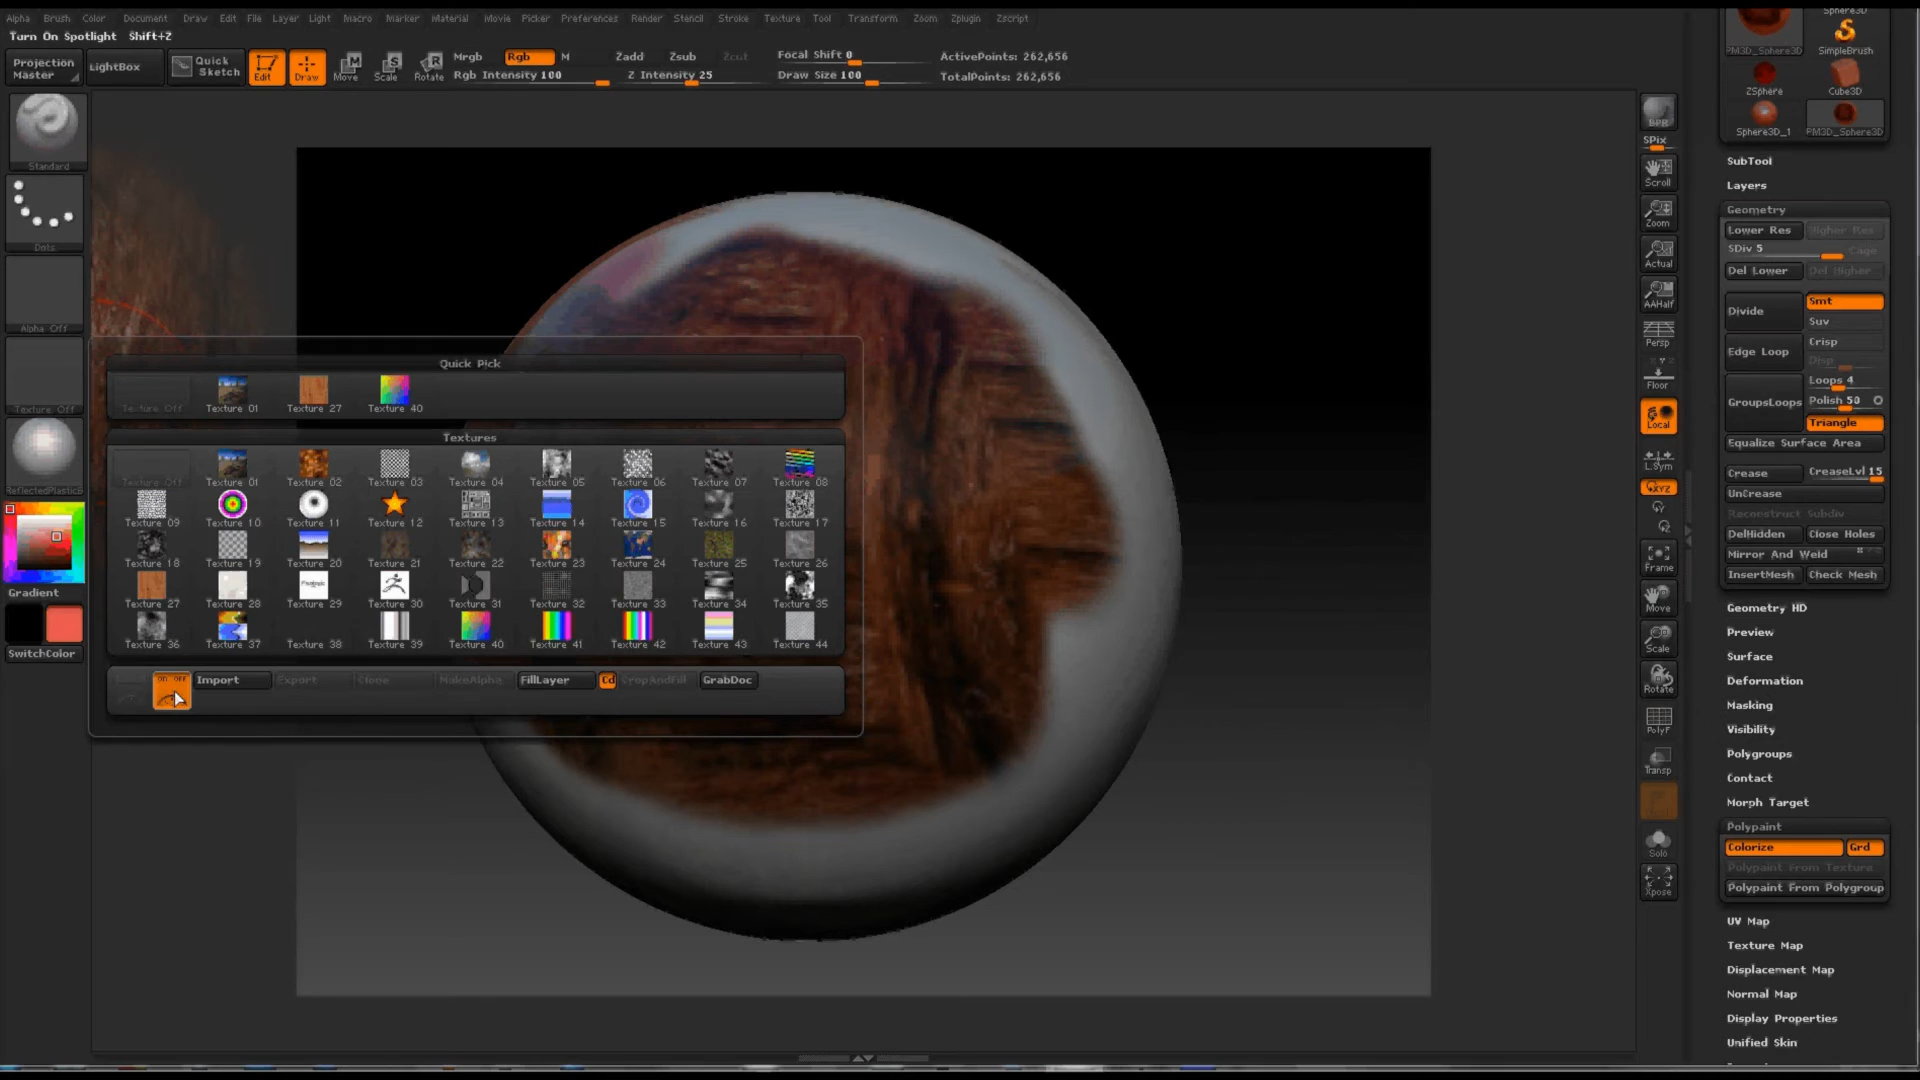 Alpha Brush Color Document Draw Edit File Layer Light Macro Marker Material Movie Picker Preferences Render Stencil Stroke Texture Tool Transform Zoom Zplugin Zscript
Turn On Spotlight Shift+Z
Projection Master
LightBox
Quick Sketch
Edit
Draw
Move
Scale
Rotate
Mrgb Rgb M
Rgb Intensity 100
Zadd Zsub Zcut
Z Intensity 25
Focal Shift 0
Draw Size 100
ActivePoints: 262,656
TotalPoints: 262,656
Standard
Dots
Alpha Off
Texture Off
Gradient
SwitchColor
Quick Pick
Texture Off Texture 01 Texture 27 Texture 40
Textures
Texture Off Texture 01 Texture 02 Texture 03 Texture 04 Texture 05 Texture 06 Texture 07 Texture 08
Texture 09 Texture 10 Texture 11 Texture 12 Texture 13 Texture 14 Texture 15 Texture 16 Texture 17
Texture 18 Texture 19 Texture 20 Texture 21 Texture 22 Texture 23 Texture 24 Texture 25 Texture 26
Texture 27 Texture 28 Texture 29 Texture 30 Texture 31 Texture 32 Texture 33 Texture 34 Texture 35
Texture 36 Texture 37 Texture 38 Texture 39 Texture 40 Texture 41 Texture 42 Texture 43 Texture 44
On Off Import Export Clone MakeAlpha FillLayer Cd CropAndFill GrabDoc
BPR
SPix
Scroll
Zoom
Actual
AAHalf
Persp
Floor
Local
L.Sym
XYZ
Frame
Move
Scale
Rotate
PolyF
Transp
Solo
Xpose
Sphere3D
PM3D_Sphere3D SimpleBrush
ZSphere Cube3D
Sphere3D_1 PM3D_Sphere3D
SubTool
Layers
Geometry
Lower Res Higher Res
SDiv 5 Cage
Del Lower Del Higher
Divide Smt
Suv
Edge Loop Crisp
Disp
GroupsLoops Loops 4
Polish 50
Triangle
Equalize Surface Area
Crease CreaseLvl 15
UnCrease
Reconstruct Subdiv
DelHidden Close Holes
Mirror And Weld
InsertMesh Check Mesh
Geometry HD
Preview
Surface
Deformation
Masking
Visibility
Polygroups
Contact
Morph Target
Polypaint
Colorize Grd
Polypaint From Texture
Polypaint From Polygroup
UV Map
Texture Map
Displacement Map
Normal Map
Display Properties
Unified Skin